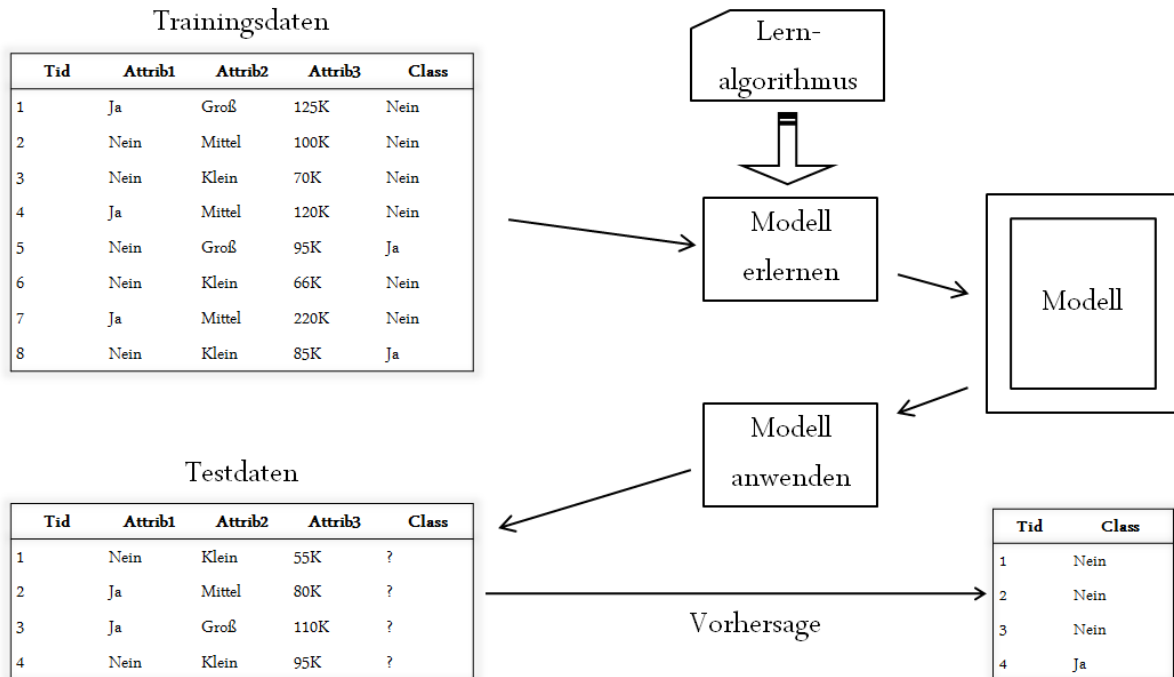 Trainingsdaten
Tid Attrib1 Attrib2 Attrib3 Class
1 Ja Groß 125K Nein
2 Nein Mittel 100K Nein
3 Nein Klein 70K Nein
4 Ja Mittel 120K Nein
5 Nein Groß 95K Ja
6 Nein Klein 66K Nein
7 Ja Mittel 220K Nein
8 Nein Klein 85K Ja
Lern-
algorithmus
Modell
erlernen
Modell
Modell
anwenden
Testdaten
Tid Attrib1 Attrib2 Attrib3 Class
1 Nein Klein 55K ?
2 Ja Mittel 80K ?
3 Ja Groß 110K ?
4 Nein Klein 95K ?
Vorhersage
Tid Class
1 Nein
2 Nein
3 Nein
4 Ja